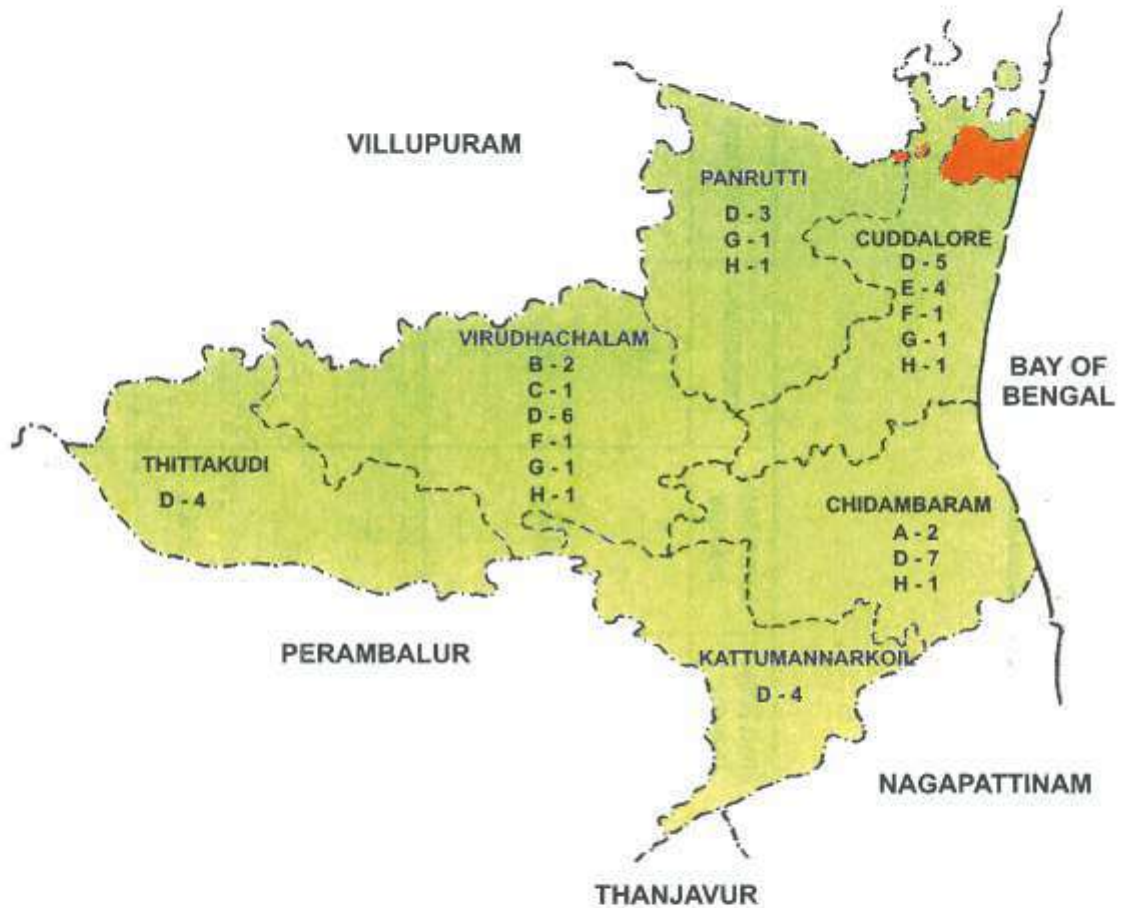 VILLUPURAM
PANRUTTI
D - 3
G - 1
H - 1
CUDDALORE
D - 5
E - 4
F - 1
G - 1
H - 1
VIRUDHACHALAM
B - 2
C - 1
D - 6
F - 1
G - 1
H - 1
BAY OF
BENGAL
THITTAKUDI
D - 4
CHIDAMBARAM
A - 2
D - 7
H - 1
PERAMBALUR
KATTUMANNARKOIL
D - 4
NAGAPATTINAM
THANJAVUR